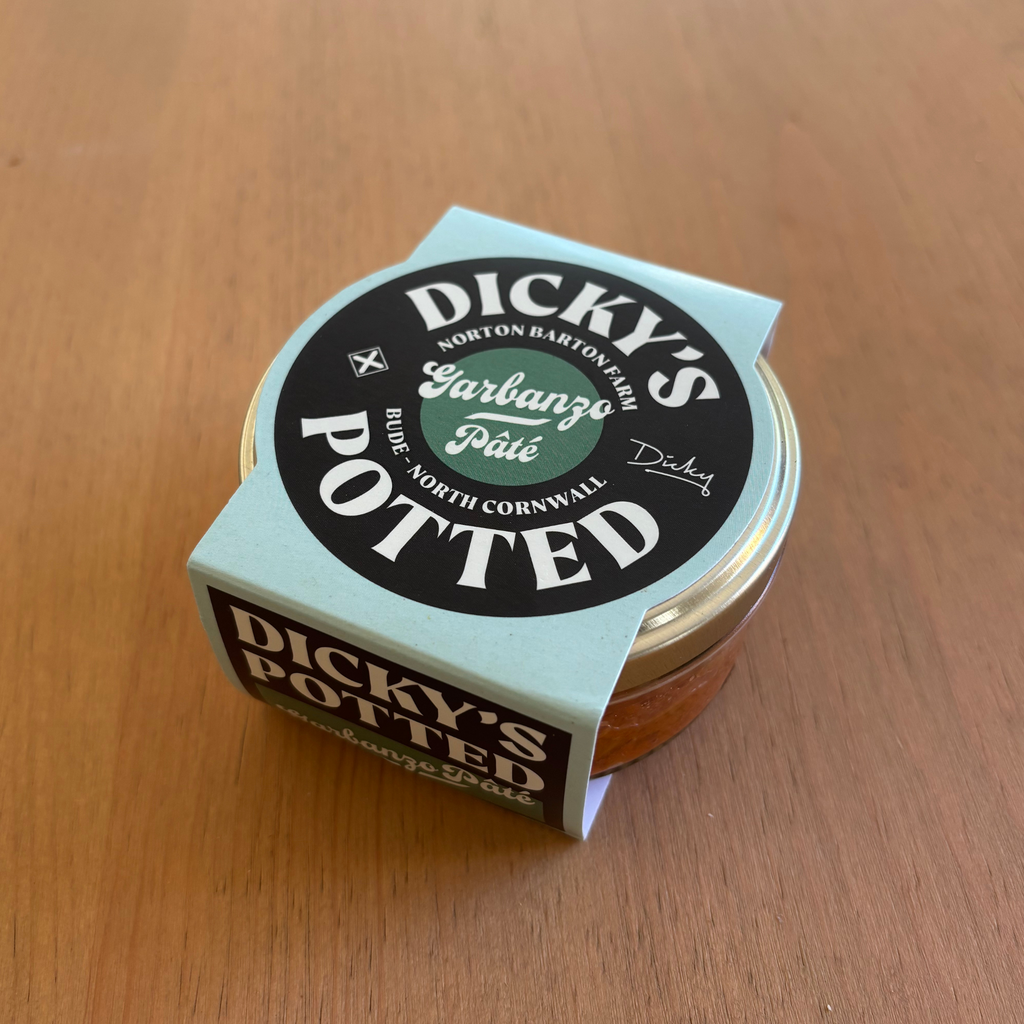 DICKY'S
NORTON BARTON FARM
Garbanzo
Pâté
BUDE - NORTH CORNWALL
POTTED
Dicky
DICKY'S
POTTED
Garbanzo Pâté